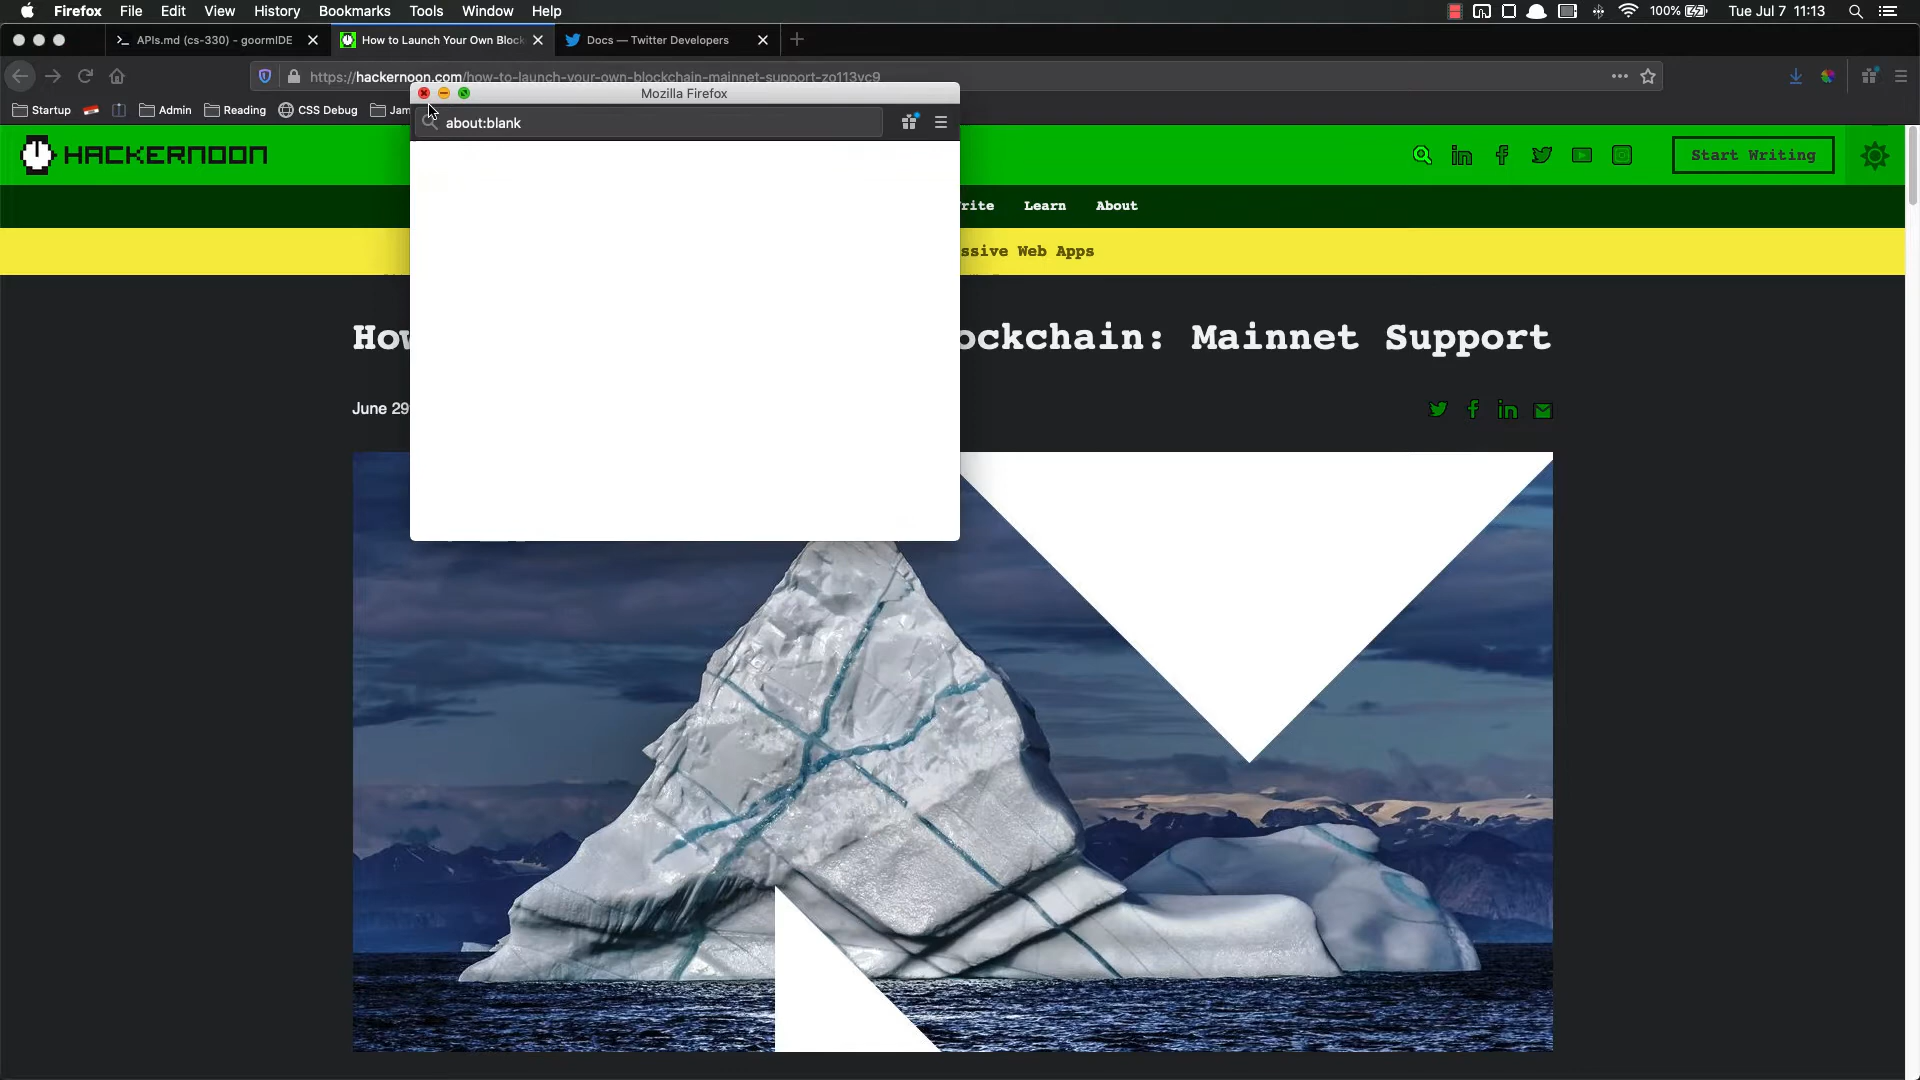 Firefox File Edit View History Bookmarks Tools Window Help 100% Tue Jul 7 11:13
APIs.md (cs-330) - goormIDE How to Launch Your Own Block Docs — Twitter Developers
https://hackernoon.com/how-to-launch-your-own-blockchain-mainnet-support-zo113vc9
Mozilla Firefox
Startup Admin Reading CSS Debug Jam
about:blank
HACKERNOON Start Writing
rite Learn About
ssive Web Apps
How ockchain: Mainnet Support
June 29